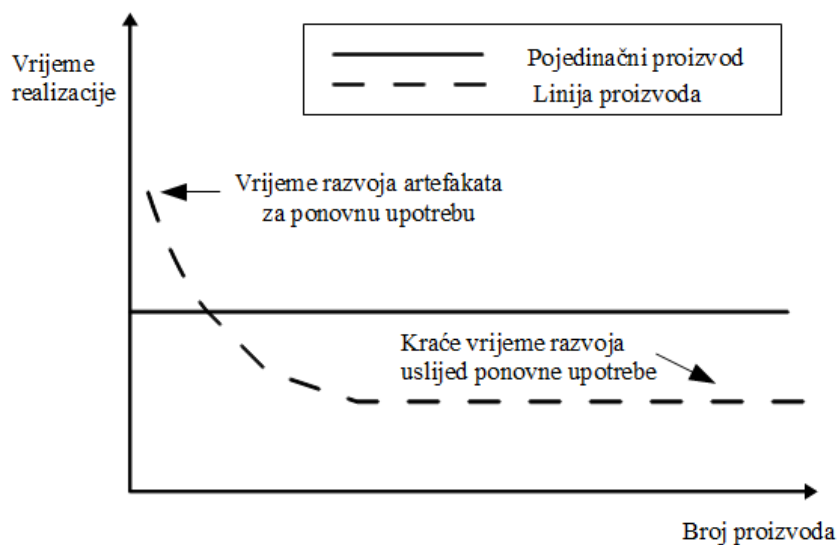 Vrijeme
realizacije
Pojedinačni proizvod
Linija proizvoda
Vrijeme razvoja artefakata
za ponovnu upotrebu
Kraće vrijeme razvoja
uslijed ponovne upotrebe
Broj proizvoda